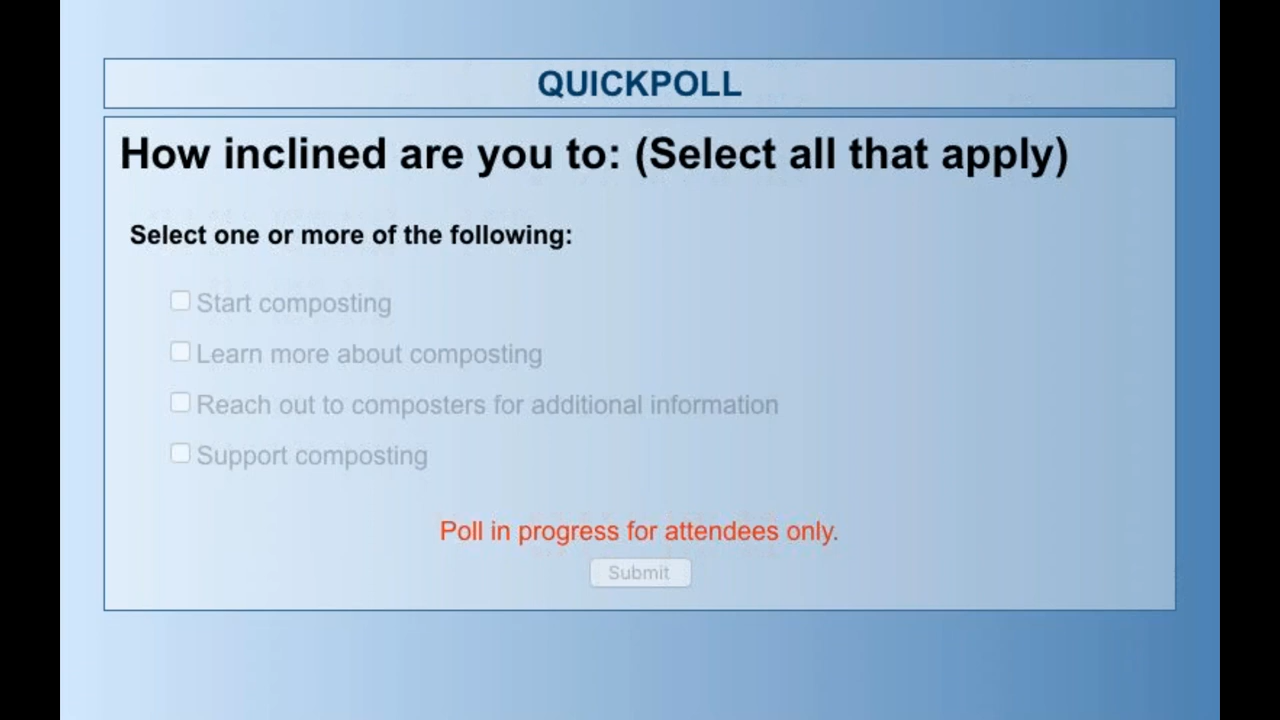 QUICKPOLL
How inclined are you to: (Select all that apply)
Select one or more of the following:
Start composting
Learn more about composting
Reach out to composters for additional information
Support composting
Poll in progress for attendees only.
Submit